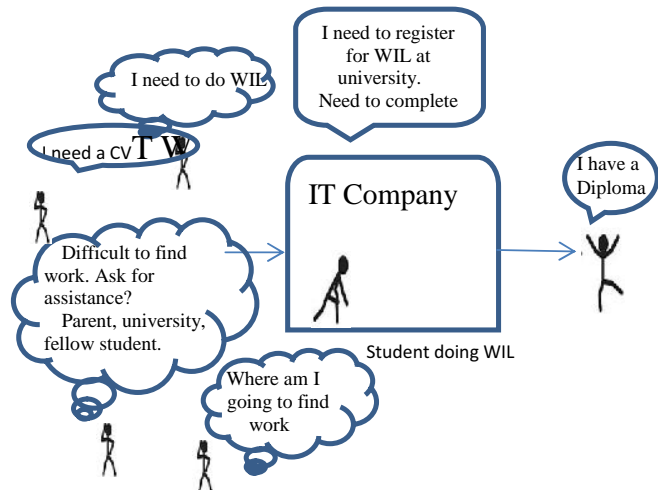 I need to do WIL
I need to register
for WIL at
university.
Need to complete
I need a CV T W
IT Company
I have a
Diploma
Difficult to find
work. Ask for
assistance?
Parent, university,
fellow student.
Student doing WIL
Where am I
going to find
work